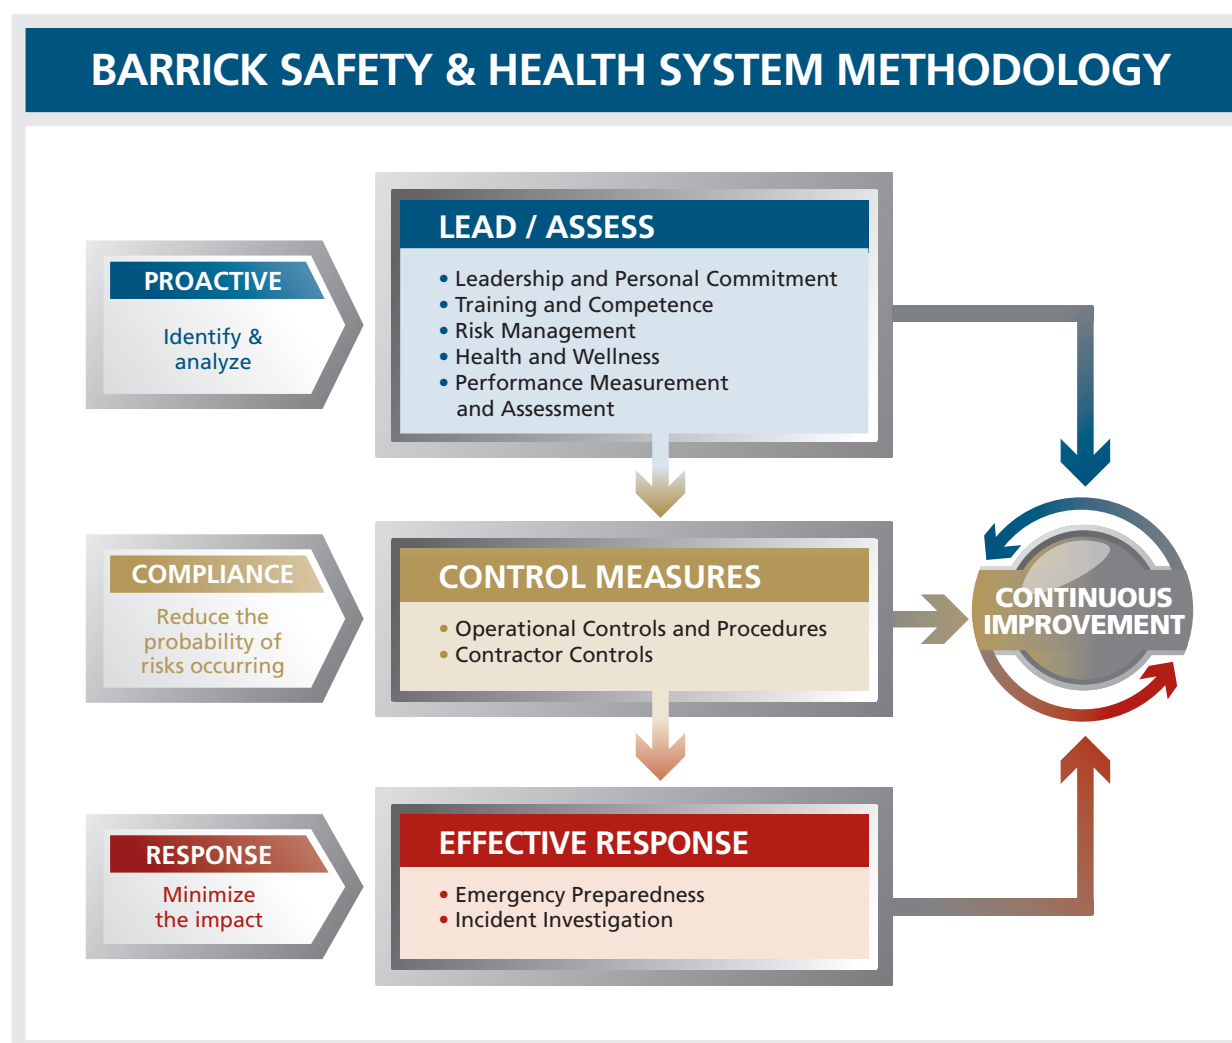 BARRICK SAFETY & HEALTH SYSTEM METHODOLOGY
PROACTIVE
Identify &
analyze
LEAD / ASSESS
• Leadership and Personal Commitment
• Training and Competence
• Risk Management
• Health and Wellness
• Performance Measurement
and Assessment
COMPLIANCE
Reduce the
probability of
risks occurring
CONTROL MEASURES
• Operational Controls and Procedures
• Contractor Controls
CONTINUOUS
IMPROVEMENT
RESPONSE
Minimize
the impact
EFFECTIVE RESPONSE
• Emergency Preparedness
• Incident Investigation